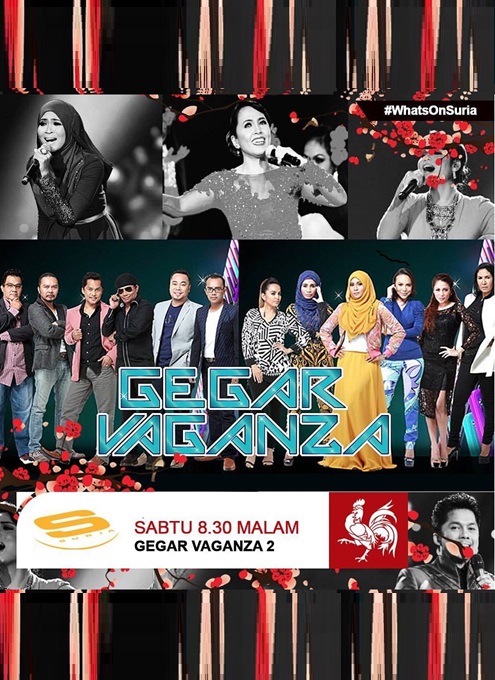 #WhatsOnSuria
GEGAR
VAGANZA
S
SURIA
SABTU 8.30 MALAM
GEGAR VAGANZA 2